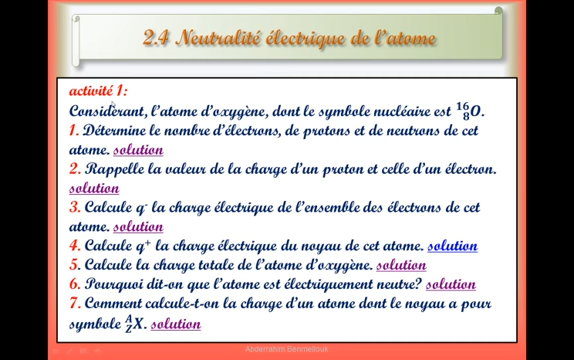 2.4 Neutralité électrique de l'atome
activité 1:
Considérant, l'atome d'oxygène, dont le symbole nucléaire est ¹⁶₈O.
1. Détermine le nombre d'électrons, de protons et de neutrons de cet
atome. solution
2. Rappelle la valeur de la charge d'un proton et celle d'un électron.
solution
3. Calcule q⁻ la charge électrique de l'ensemble des électrons de cet
atome. solution
4. Calcule q⁺ la charge électrique du noyau de cet atome. solution
5. Calcule la charge totale de l'atome d'oxygène. solution
6. Pourquoi dit-on que l'atome est électriquement neutre? solution
7. Comment calcule-t-on la charge d'un atome dont le noyau a pour
symbole ᴬ_ZX. solution
Abderrahim Benmellouk